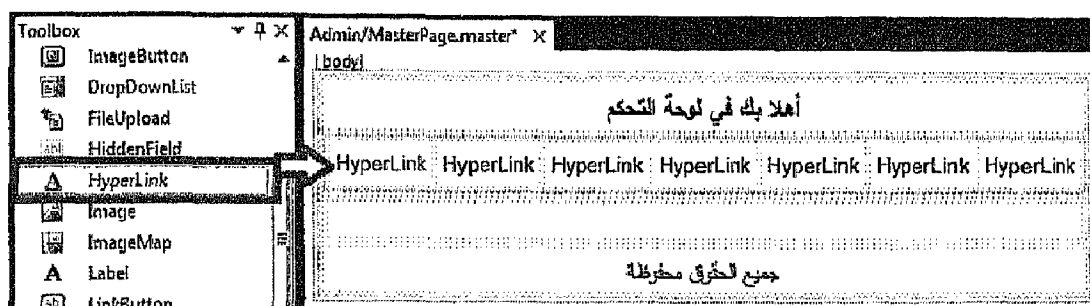 Toolbox
ImageButton
DropDownList
FileUpload
HiddenField
HyperLink
Image
ImageMap
Label
LinkButton
Admin/MasterPage.master*
body
أهلا بك في لوحة التحكم
HyperLink HyperLink HyperLink HyperLink HyperLink HyperLink HyperLink
جميع الحقوق محفوظة